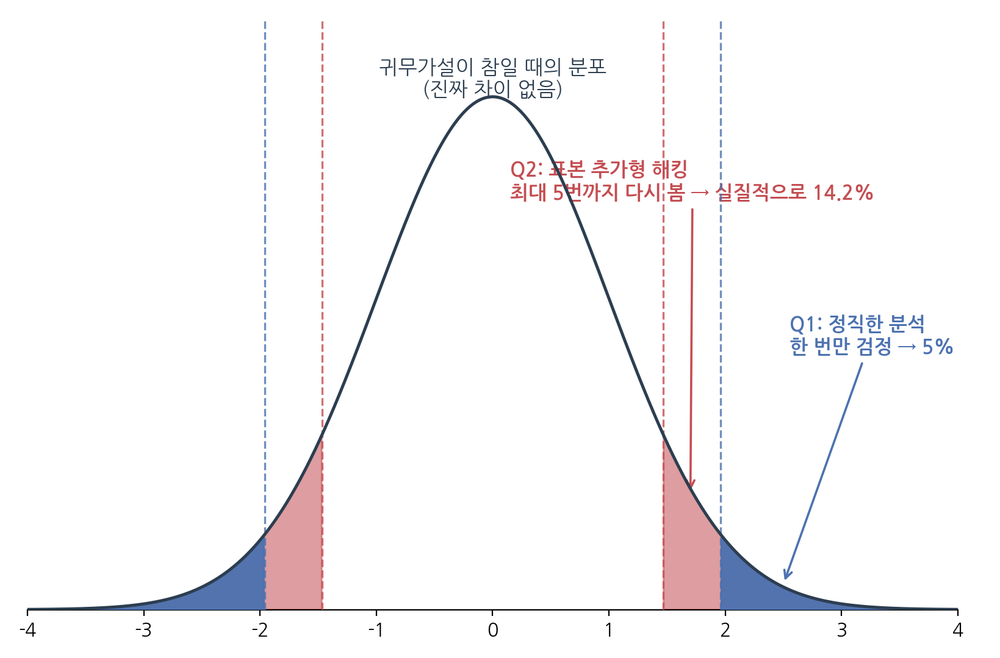 귀무가설이 참일 때의 분포
(진짜 차이 없음)
Q2: 표본 추가형 해킹
최대 5번까지 다시 봄 → 실질적으로 14.2%
Q1: 정직한 분석
한 번만 검정 → 5%
-4 -3 -2 -1 0 1 2 3 4